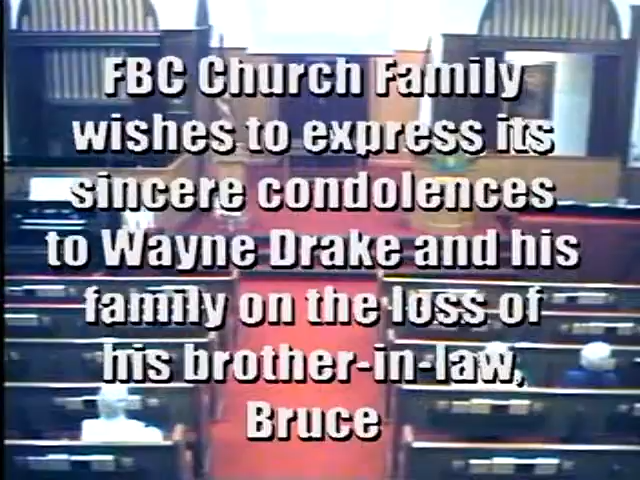 FBC Church Family
wishes to express its
sincere condolences
to Wayne Drake and his
family on the loss of
his brother-in-law,
Bruce